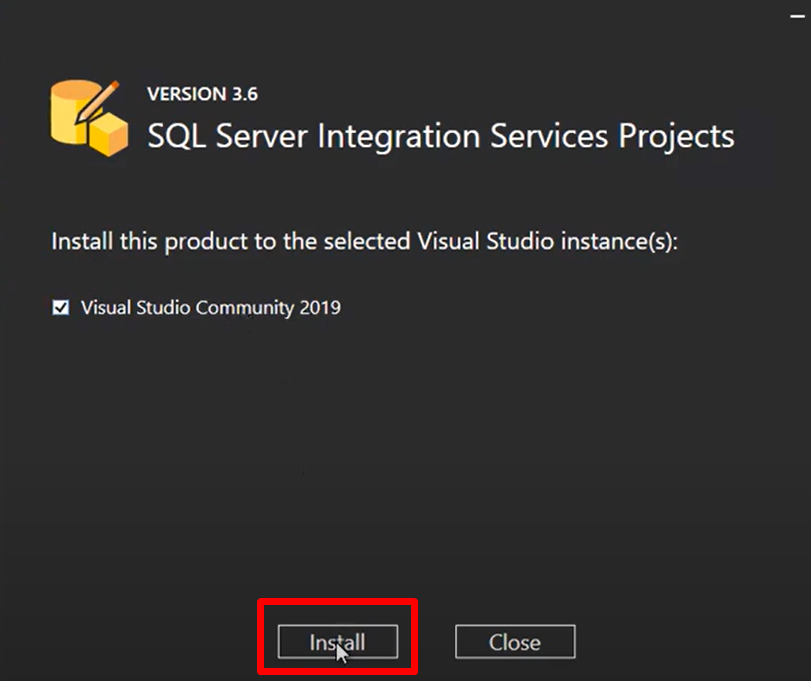 VERSION 3.6
SQL Server Integration Services Projects
Install this product to the selected Visual Studio instance(s):
Visual Studio Community 2019
Install
Close